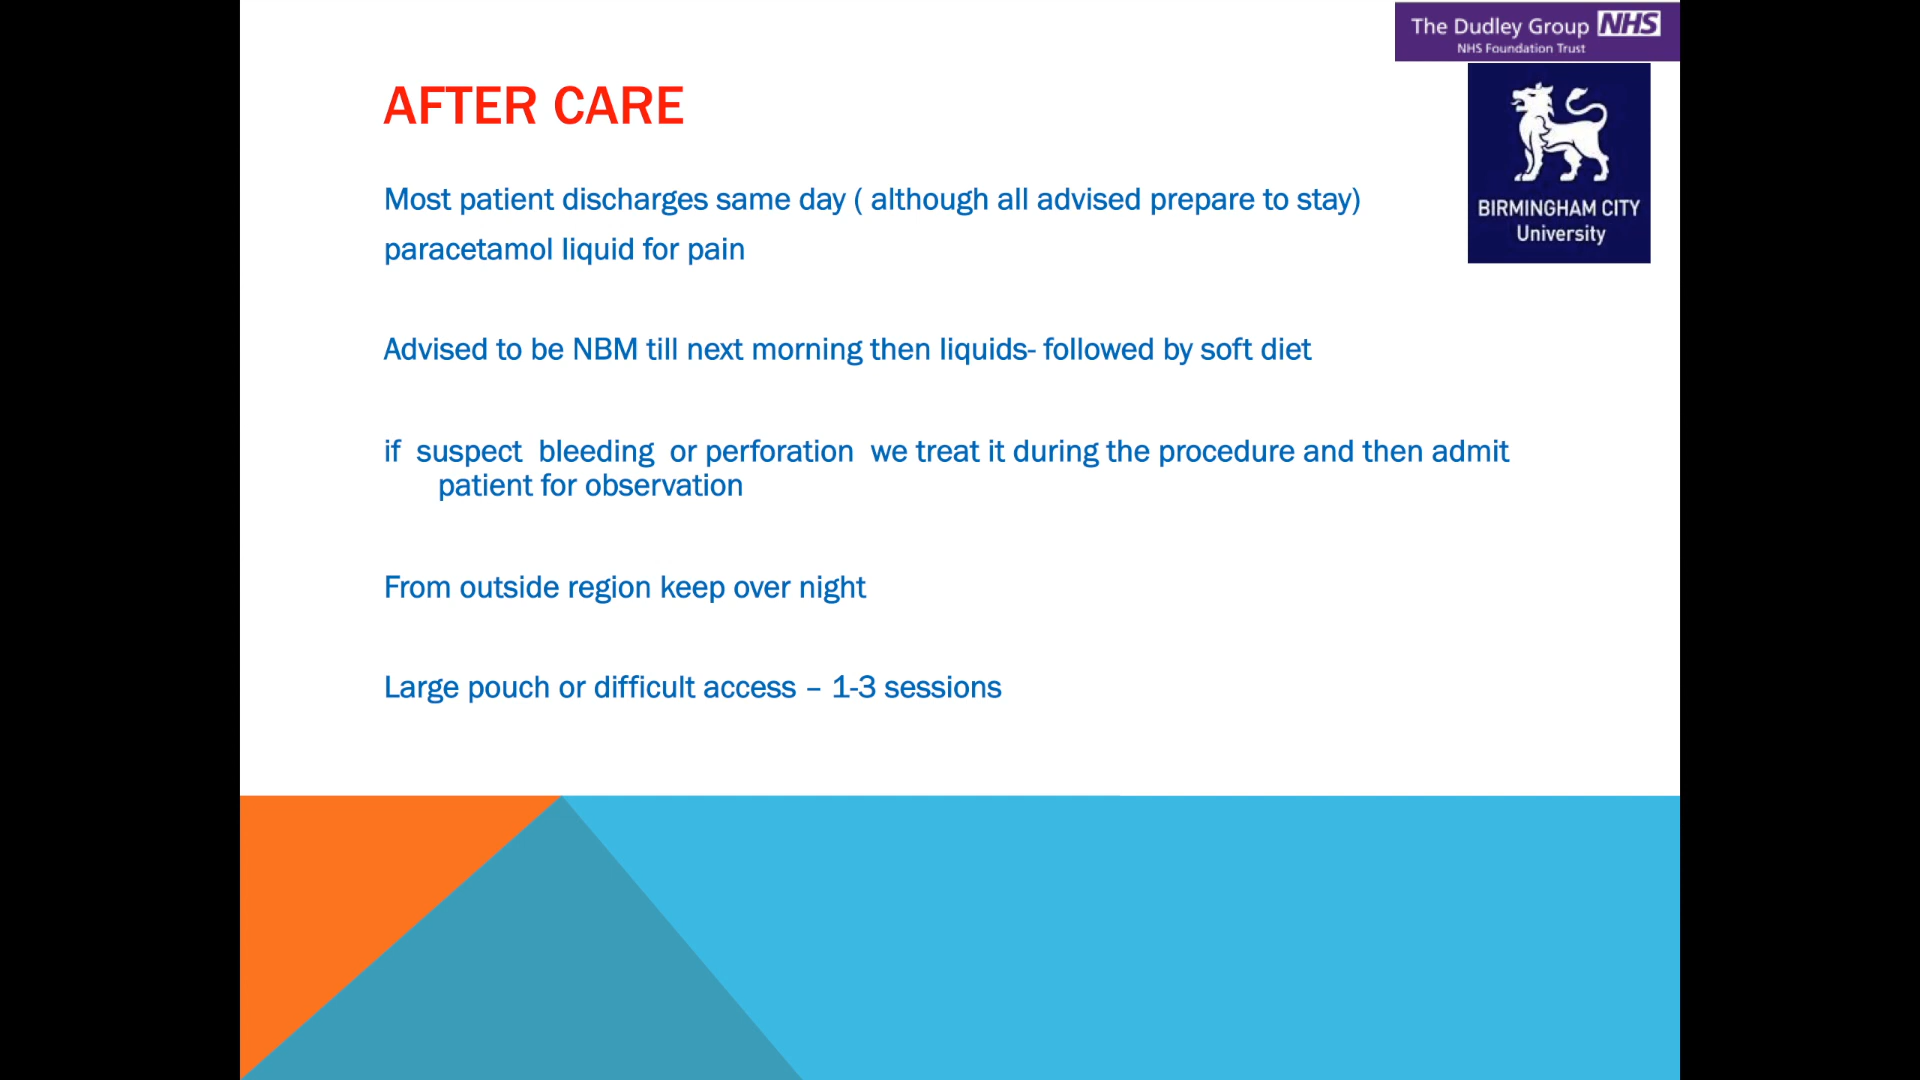 The Dudley Group NHS
NHS Foundation Trust
BIRMINGHAM CITY
University
AFTER CARE
Most patient discharges same day ( although all advised prepare to stay)
paracetamol liquid for pain
Advised to be NBM till next morning then liquids- followed by soft diet
if suspect bleeding or perforation we treat it during the procedure and then admit
patient for observation
From outside region keep over night
Large pouch or difficult access – 1-3 sessions